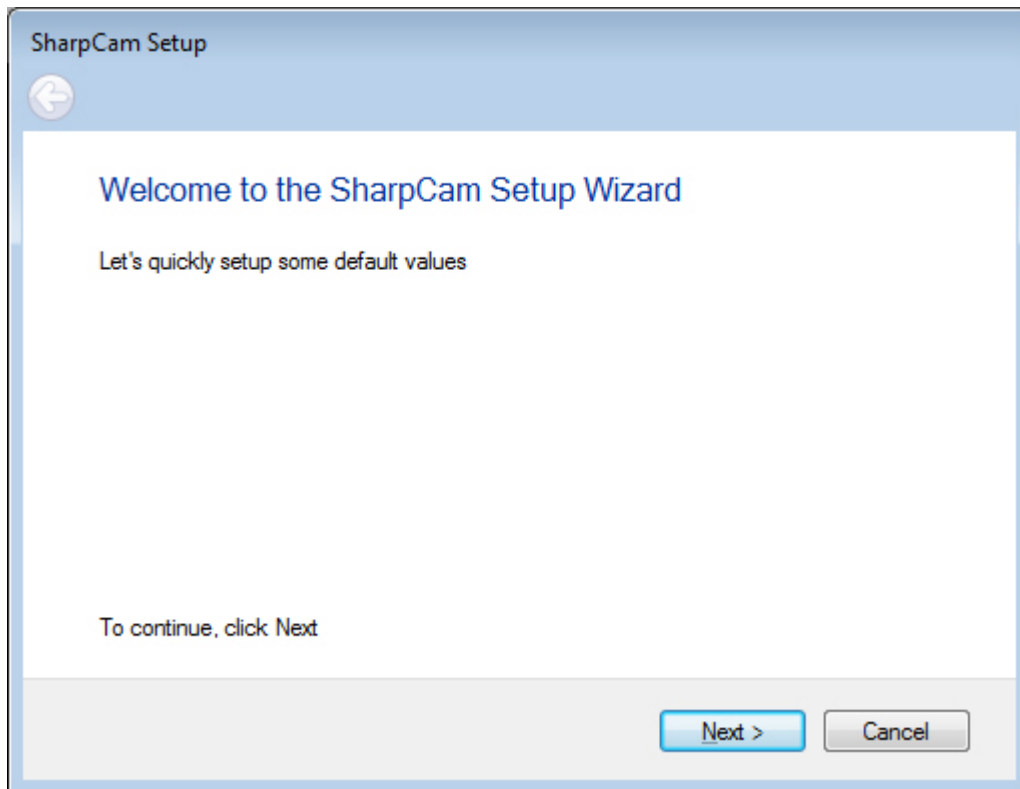 SharpCam Setup
Welcome to the SharpCam Setup Wizard
Let's quickly setup some default values
To continue, click Next
Next >
Cancel